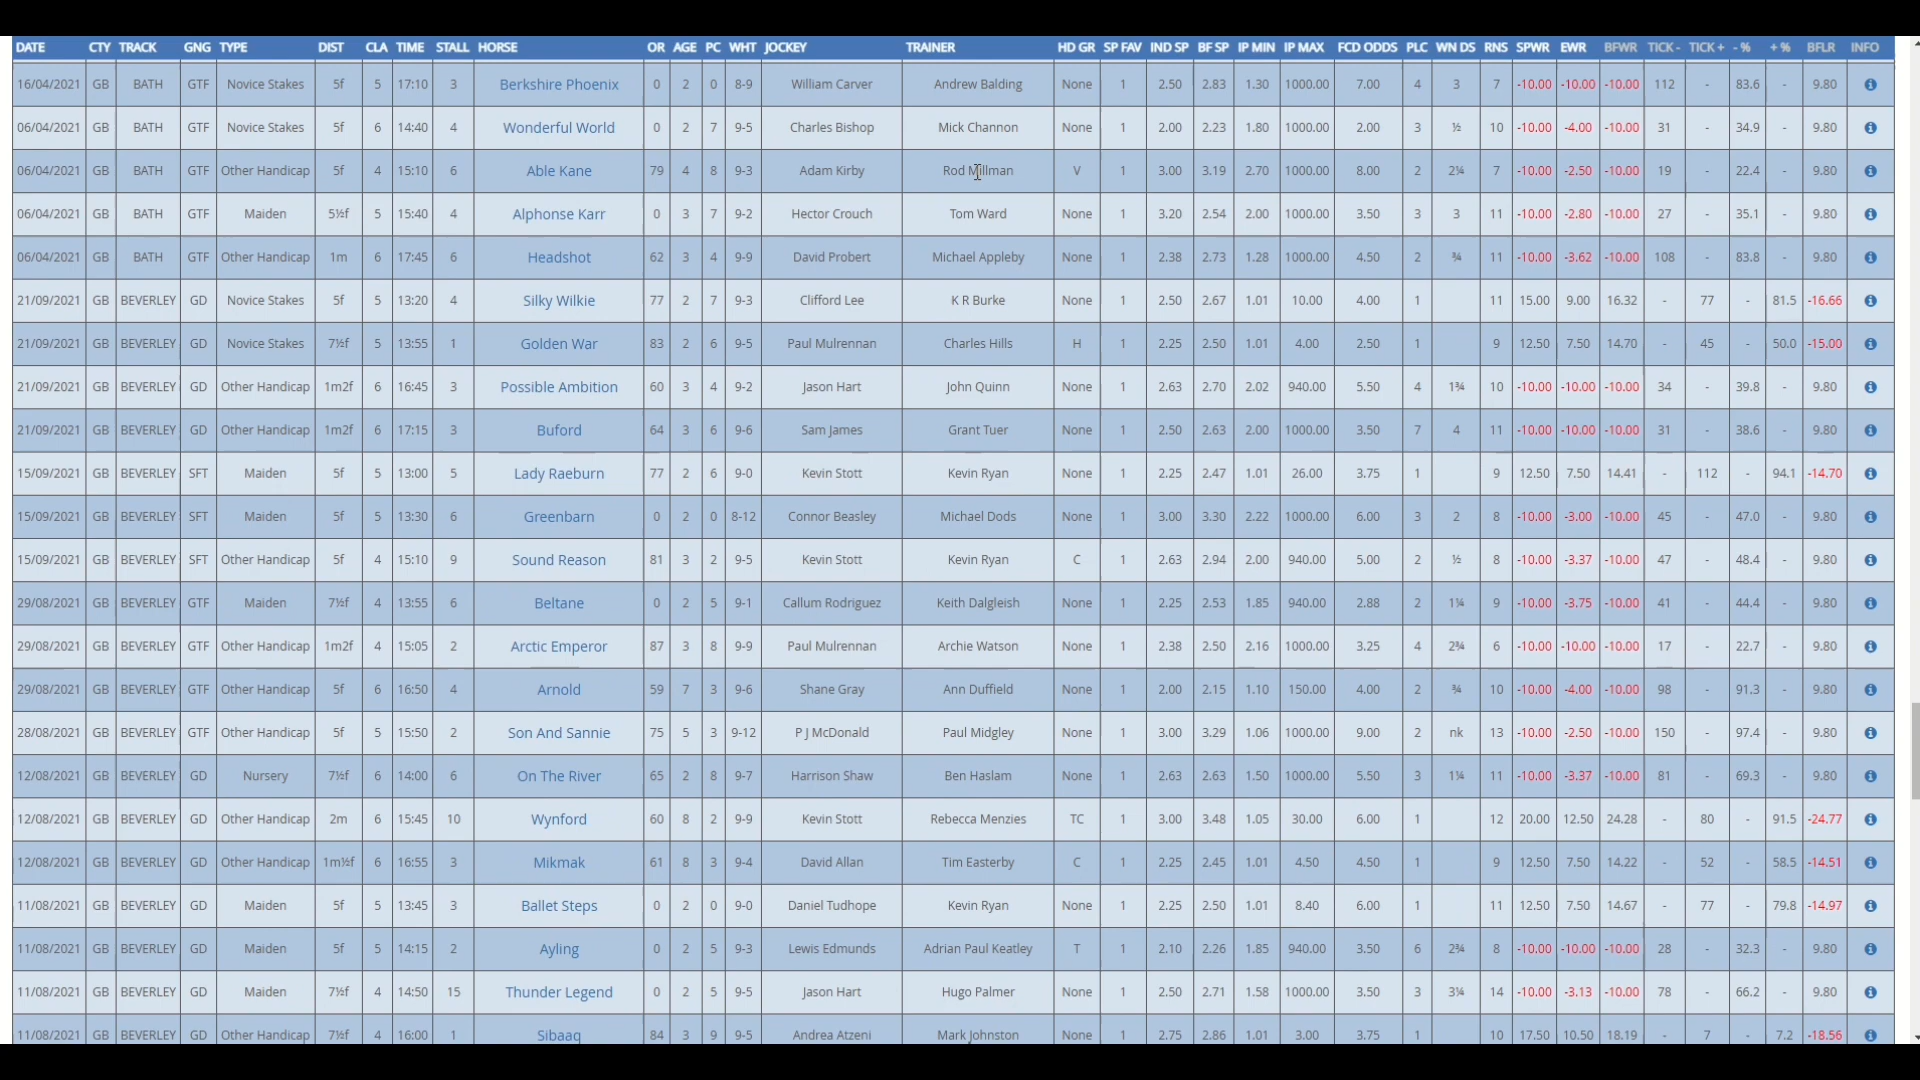 DATE CTY TRACK GNG TYPE DIST CLA TIME STALL HORSE OR AGE PC WHT JOCKEY TRAINER HD GR SP FAV IND SP BF SP IP MIN IP MAX FCD ODDS PLC WN DS RNS SPWR EWR BFWR TICK - TICK + - % + % BFLR INFO
16/04/2021 GB BATH GTF Novice Stakes 5f 5 17:10 3 Berkshire Phoenix 0 2 0 8-9 William Carver Andrew Balding None 1 2.50 2.83 1.30 1000.00 7.00 4 3 7 -10.00 -10.00 -10.00 112 - 83.6 - 9.80
06/04/2021 GB BATH GTF Novice Stakes 5f 6 14:40 4 Wonderful World 0 2 7 9-5 Charles Bishop Mick Channon None 1 2.00 2.23 1.80 1000.00 2.00 3 ½ 10 -10.00 -4.00 -10.00 31 - 34.9 - 9.80
06/04/2021 GB BATH GTF Other Handicap 5f 4 15:10 6 Able Kane 79 4 8 9-3 Adam Kirby Rod Millman V 1 3.00 3.19 2.70 1000.00 8.00 2 2¼ 7 -10.00 -2.50 -10.00 19 - 22.4 - 9.80
06/04/2021 GB BATH GTF Maiden 5½f 5 15:40 4 Alphonse Karr 0 3 7 9-2 Hector Crouch Tom Ward None 1 3.20 2.54 2.00 1000.00 3.50 3 3 11 -10.00 -2.80 -10.00 27 - 35.1 - 9.80
06/04/2021 GB BATH GTF Other Handicap 1m 6 17:45 6 Headshot 62 3 4 9-9 David Probert Michael Appleby None 1 2.38 2.73 1.28 1000.00 4.50 2 ¾ 11 -10.00 -3.62 -10.00 108 - 83.8 - 9.80
21/09/2021 GB BEVERLEY GD Novice Stakes 5f 5 13:20 4 Silky Wilkie 77 2 7 9-3 Clifford Lee K R Burke None 1 2.50 2.67 1.01 10.00 4.00 1 11 15.00 9.00 16.32 - 77 - 81.5 -16.66
21/09/2021 GB BEVERLEY GD Novice Stakes 7½f 5 13:55 1 Golden War 83 2 6 9-5 Paul Mulrennan Charles Hills H 1 2.25 2.50 1.01 4.00 2.50 1 9 12.50 7.50 14.70 - 45 - 50.0 -15.00
21/09/2021 GB BEVERLEY GD Other Handicap 1m2f 6 16:45 3 Possible Ambition 60 3 4 9-2 Jason Hart John Quinn None 1 2.63 2.70 2.02 940.00 5.50 4 1¾ 10 -10.00 -10.00 -10.00 34 - 39.8 - 9.80
21/09/2021 GB BEVERLEY GD Other Handicap 1m2f 6 17:15 3 Buford 64 3 6 9-6 Sam James Grant Tuer None 1 2.50 2.63 2.00 1000.00 3.50 7 4 11 -10.00 -10.00 -10.00 31 - 38.6 - 9.80
15/09/2021 GB BEVERLEY SFT Maiden 5f 5 13:00 5 Lady Raeburn 77 2 6 9-0 Kevin Stott Kevin Ryan None 1 2.25 2.47 1.01 26.00 3.75 1 9 12.50 7.50 14.41 - 112 - 94.1 -14.70
15/09/2021 GB BEVERLEY SFT Maiden 5f 5 13:30 6 Greenbarn 0 2 0 8-12 Connor Beasley Michael Dods None 1 3.00 3.30 2.22 1000.00 6.00 3 2 8 -10.00 -3.00 -10.00 45 - 47.0 - 9.80
15/09/2021 GB BEVERLEY SFT Other Handicap 5f 4 15:10 9 Sound Reason 81 3 2 9-5 Kevin Stott Kevin Ryan C 1 2.63 2.94 2.00 940.00 5.00 2 ½ 8 -10.00 -3.37 -10.00 47 - 48.4 - 9.80
29/08/2021 GB BEVERLEY GTF Maiden 7½f 4 13:55 6 Beltane 0 2 5 9-1 Callum Rodriguez Keith Dalgleish None 1 2.25 2.53 1.85 940.00 2.88 2 1¼ 9 -10.00 -3.75 -10.00 41 - 44.4 - 9.80
29/08/2021 GB BEVERLEY GTF Other Handicap 1m2f 4 15:05 2 Arctic Emperor 87 3 8 9-9 Paul Mulrennan Archie Watson None 1 2.38 2.50 2.16 1000.00 3.25 4 2¾ 6 -10.00 -10.00 -10.00 17 - 22.7 - 9.80
29/08/2021 GB BEVERLEY GTF Other Handicap 5f 6 16:50 4 Arnold 59 7 3 9-6 Shane Gray Ann Duffield None 1 2.00 2.15 1.10 150.00 4.00 2 ¾ 10 -10.00 -4.00 -10.00 98 - 91.3 - 9.80
28/08/2021 GB BEVERLEY GTF Other Handicap 5f 5 15:50 2 Son And Sannie 75 5 3 9-12 P J McDonald Paul Midgley None 1 3.00 3.29 1.06 1000.00 9.00 2 nk 13 -10.00 -2.50 -10.00 150 - 97.4 - 9.80
12/08/2021 GB BEVERLEY GD Nursery 7½f 6 14:00 6 On The River 65 2 8 9-7 Harrison Shaw Ben Haslam None 1 2.63 2.63 1.50 1000.00 5.50 3 1¼ 11 -10.00 -3.37 -10.00 81 - 69.3 - 9.80
12/08/2021 GB BEVERLEY GD Other Handicap 2m 6 15:45 10 Wynford 60 8 2 9-9 Kevin Stott Rebecca Menzies TC 1 3.00 3.48 1.05 30.00 6.00 1 12 20.00 12.50 24.28 - 80 - 91.5 -24.77
12/08/2021 GB BEVERLEY GD Other Handicap 1m½f 6 16:55 3 Mikmak 61 8 3 9-4 David Allan Tim Easterby C 1 2.25 2.45 1.01 4.50 4.50 1 9 12.50 7.50 14.22 - 52 - 58.5 -14.51
11/08/2021 GB BEVERLEY GD Maiden 5f 5 13:45 3 Ballet Steps 0 2 0 9-0 Daniel Tudhope Kevin Ryan None 1 2.25 2.50 1.01 8.40 6.00 1 11 12.50 7.50 14.67 - 77 - 79.8 -14.97
11/08/2021 GB BEVERLEY GD Maiden 5f 5 14:15 2 Ayling 0 2 5 9-3 Lewis Edmunds Adrian Paul Keatley T 1 2.10 2.26 1.85 940.00 3.50 6 2¾ 8 -10.00 -10.00 -10.00 28 - 32.3 - 9.80
11/08/2021 GB BEVERLEY GD Maiden 7½f 4 14:50 15 Thunder Legend 0 2 5 9-5 Jason Hart Hugo Palmer None 1 2.50 2.71 1.58 1000.00 3.50 3 3¼ 14 -10.00 -3.13 -10.00 78 - 66.2 - 9.80
11/08/2021 GB BEVERLEY GD Other Handicap 7½f 4 16:00 1 Sibaaq 84 3 9 9-5 Andrea Atzeni Mark Johnston None 1 2.75 2.86 1.01 3.00 3.75 1 10 17.50 10.50 18.19 - 7 - 7.2 -18.56